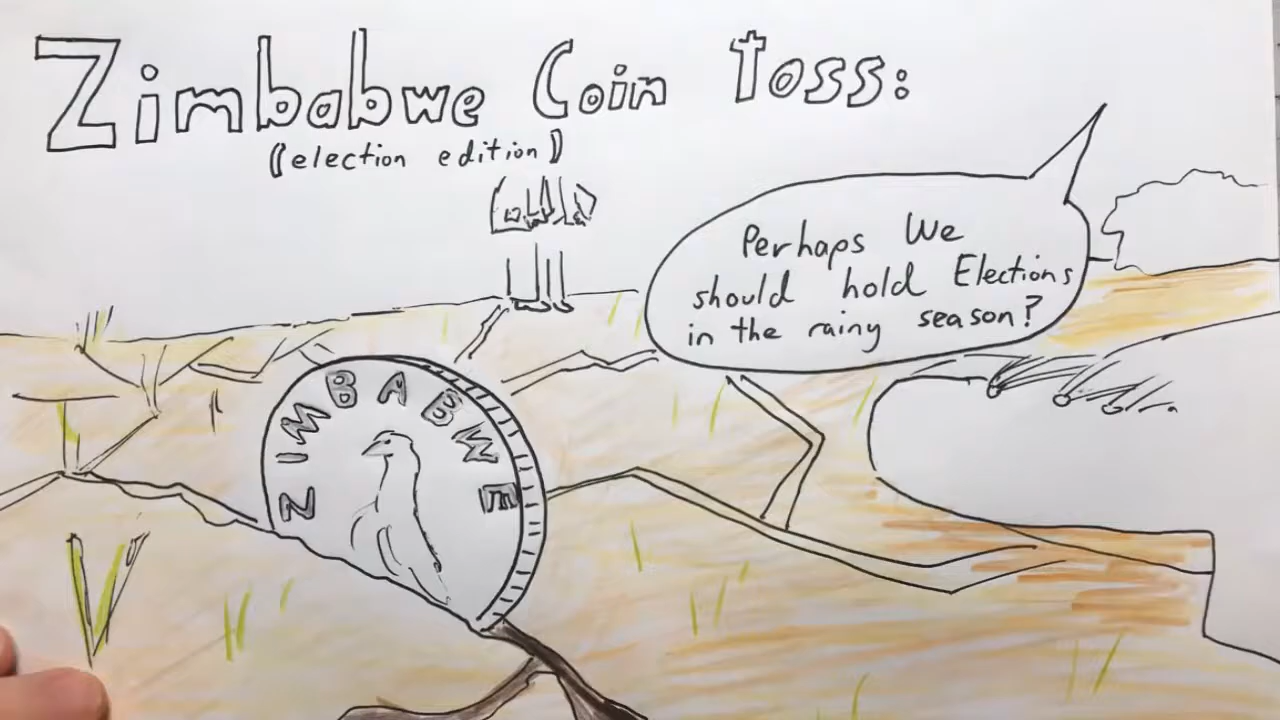 Zimbabwe Coin Toss:
(election edition)
Perhaps We
should hold Elections
in the rainy season?
ZIMBABWE